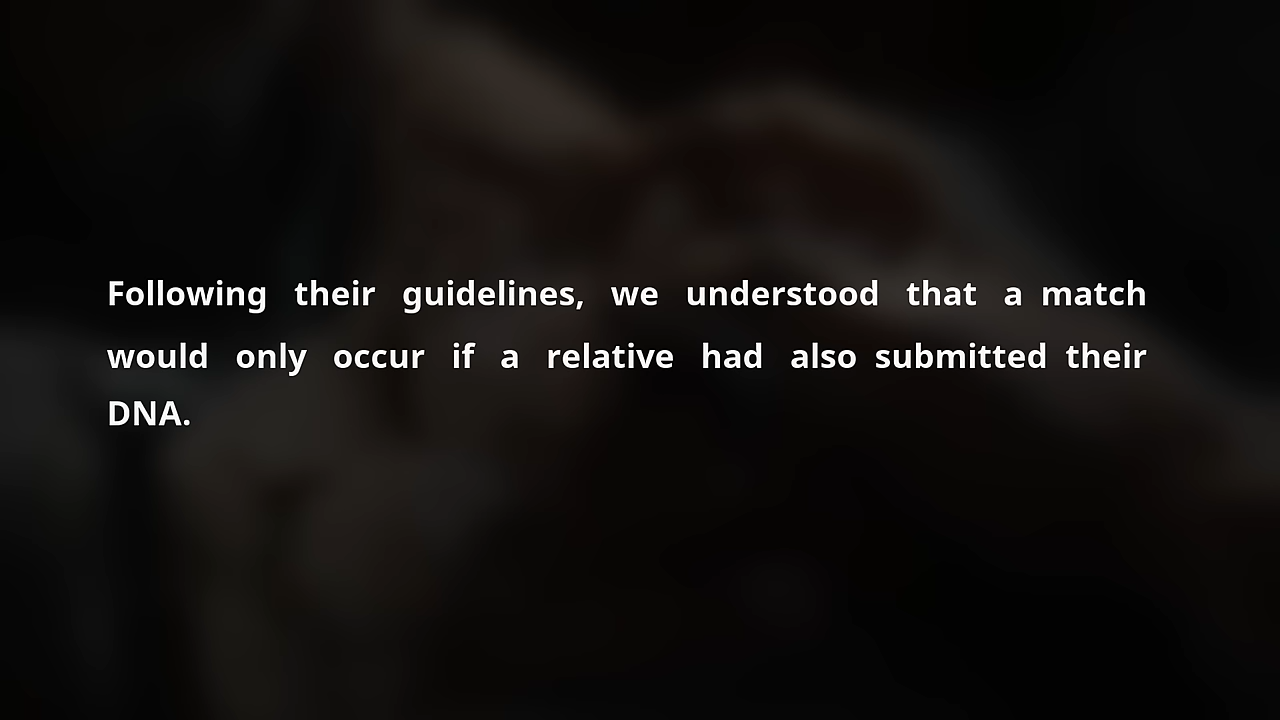 Following their guidelines, we understood that a match
would only occur if a relative had also submitted their
DNA.